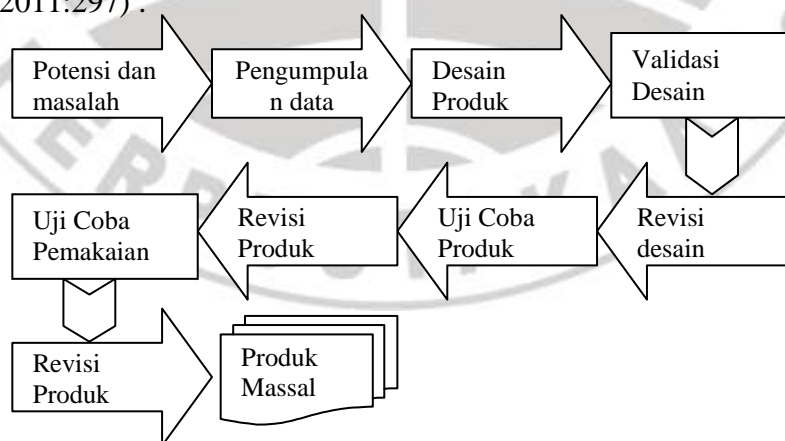 2011:297) .
Potensi dan
masalah
Pengumpula
n data
Desain
Produk
Validasi
Desain
Revisi
desain
Uji Coba
Produk
Revisi
Produk
Uji Coba
Pemakaian
Revisi
Produk
Produk
Massal